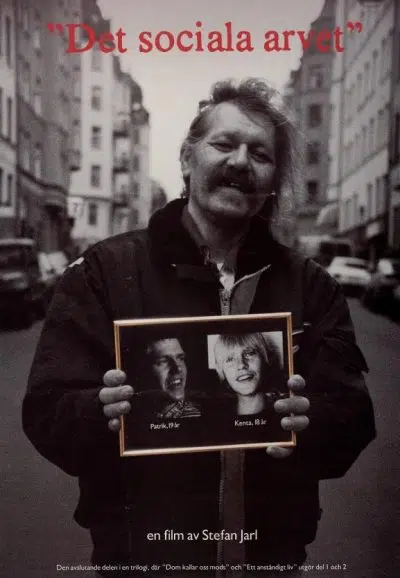 "Det sociala arvet"
Patrik, 19 år
Kenta, 18 år
en film av Stefan Jarl
Den avslutande delen i en trilogi, där "Dom kallar oss mods" och "Ett anständigt liv" utgör del 1 och 2